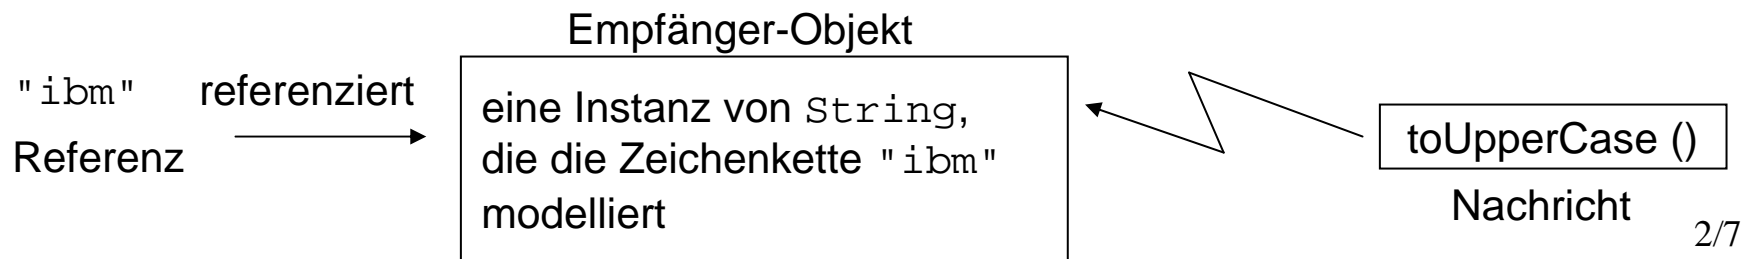 Empfänger-Objekt
"ibm" referenziert
Referenz
eine Instanz von String,
die die Zeichenkette "ibm"
modelliert
toUpperCase ()
Nachricht
2/7